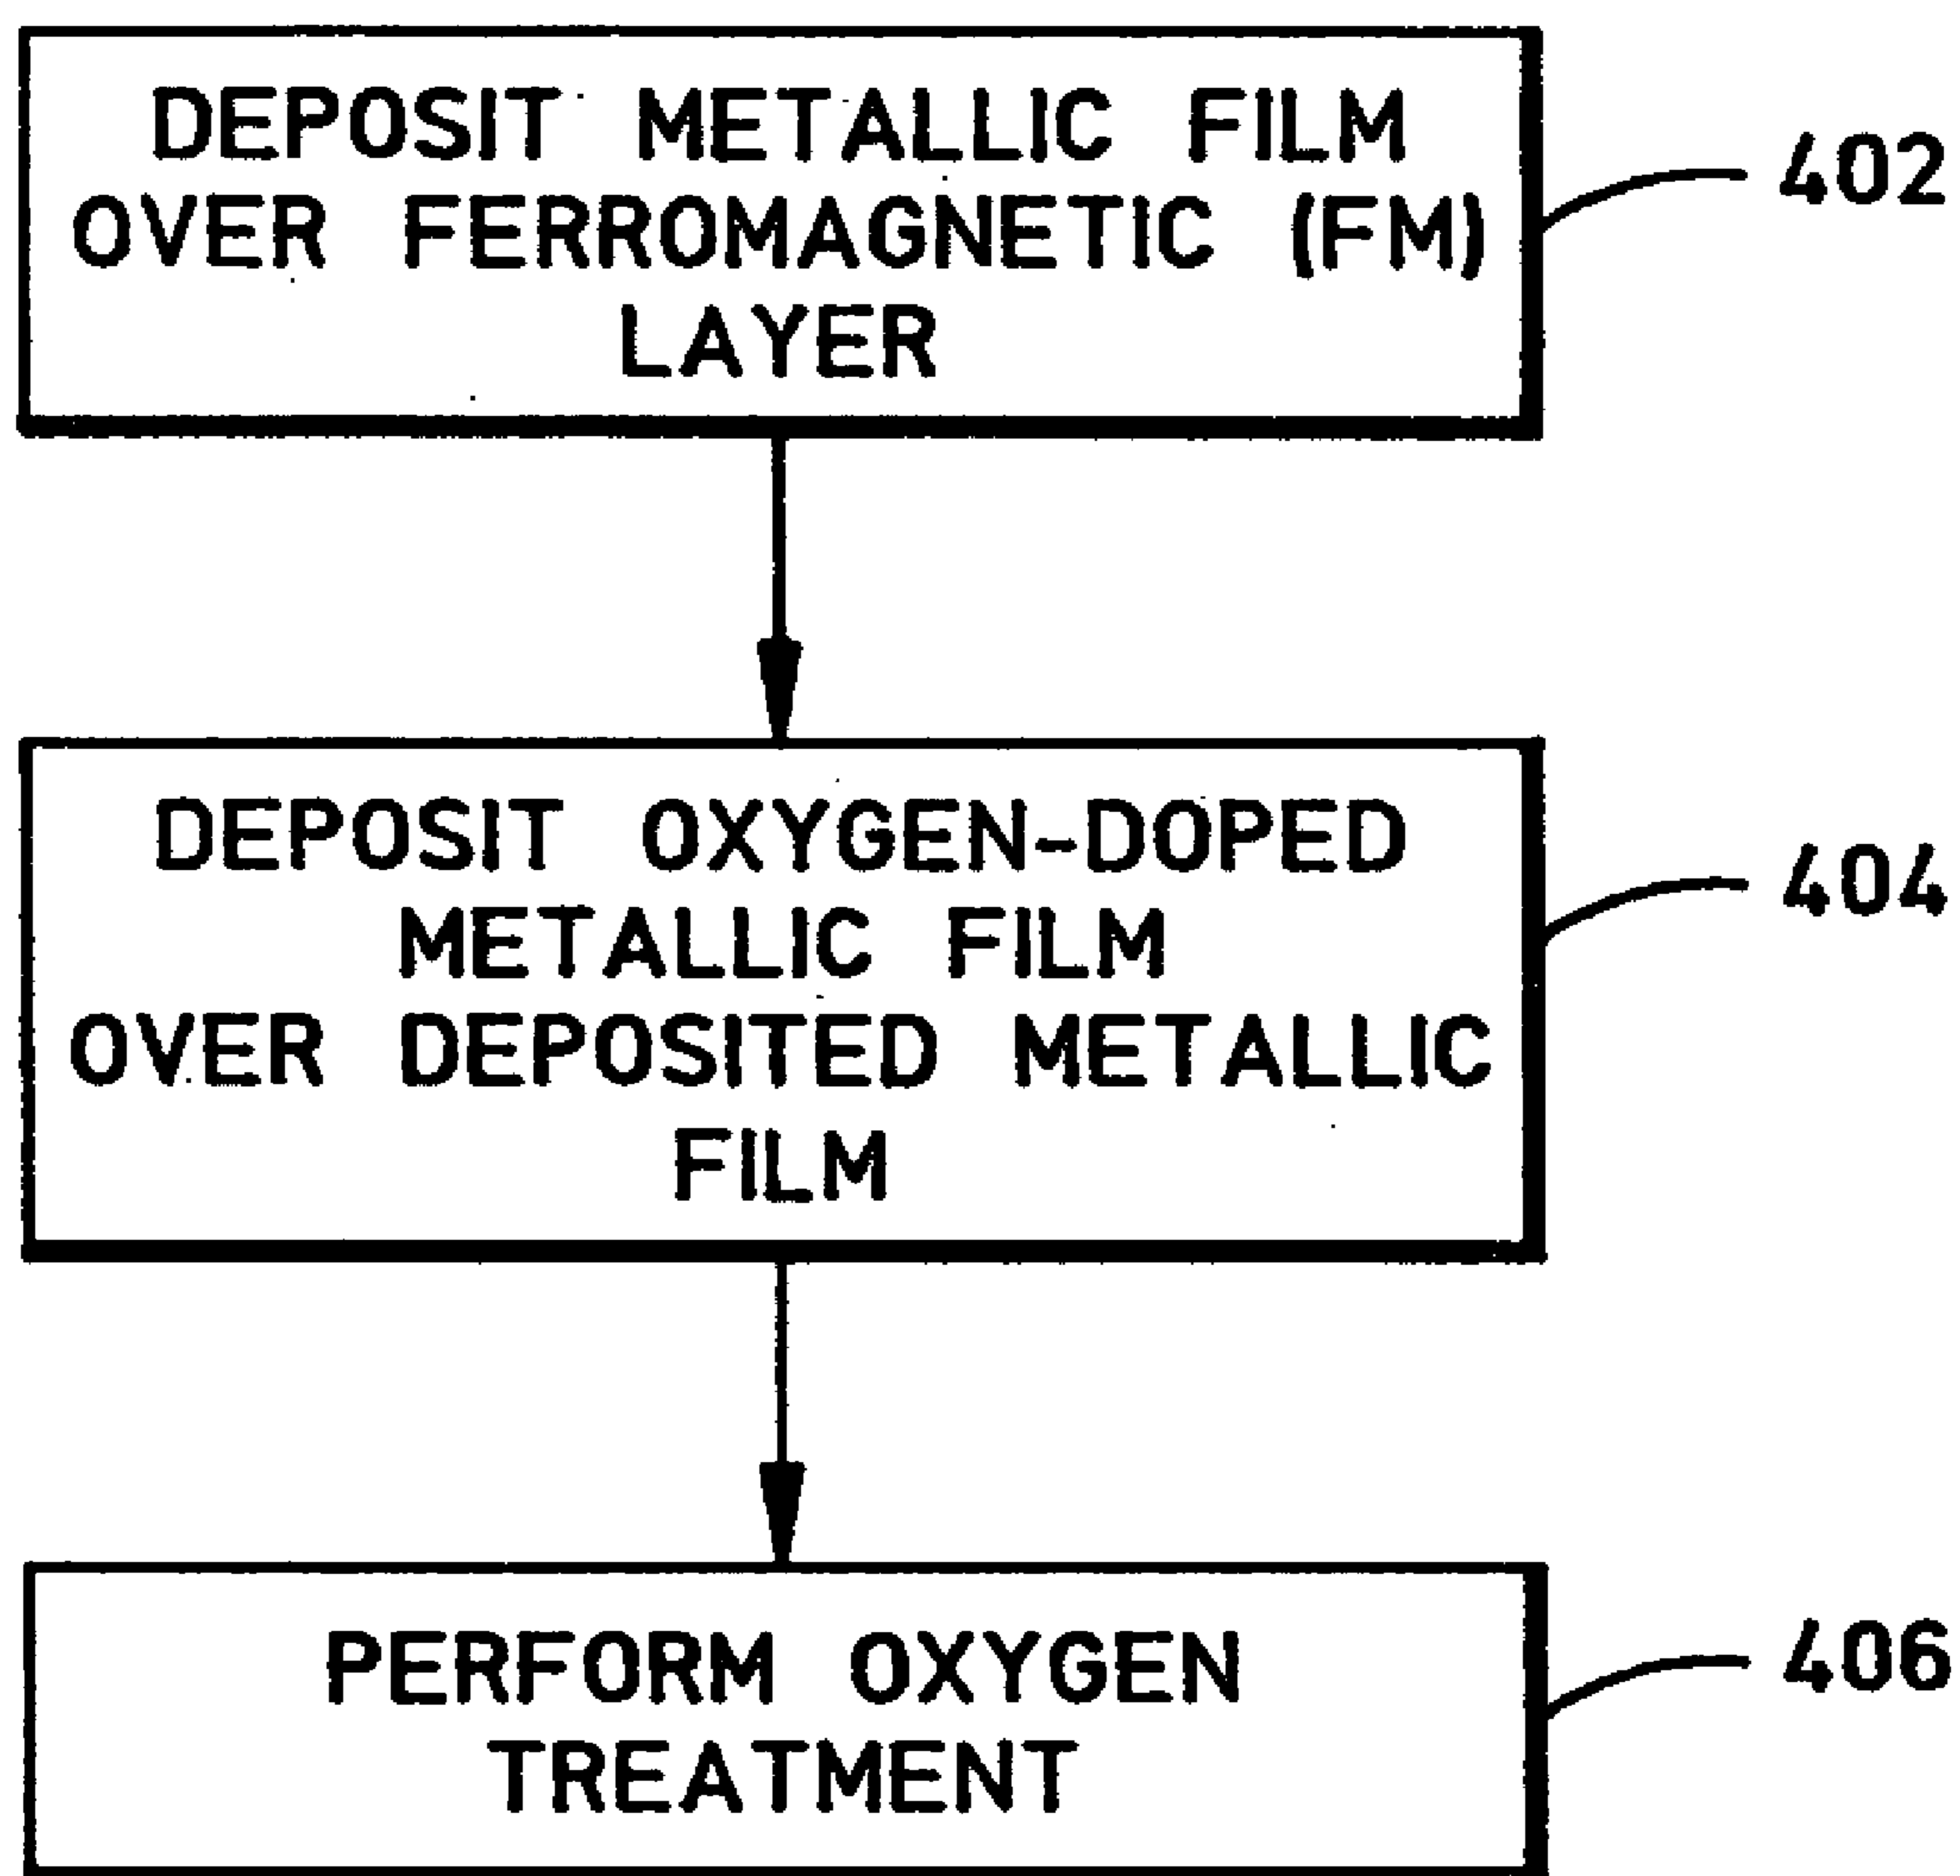 DEPOSIT METALLIC FILM
OVER FERROMAGNETIC (FM)
LAYER
402
DEPOSIT OXYGEN-DOPED
METALLIC FILM
OVER DEPOSITED METALLIC
FILM
404
PERFORM OXYGEN
TREATMENT
406